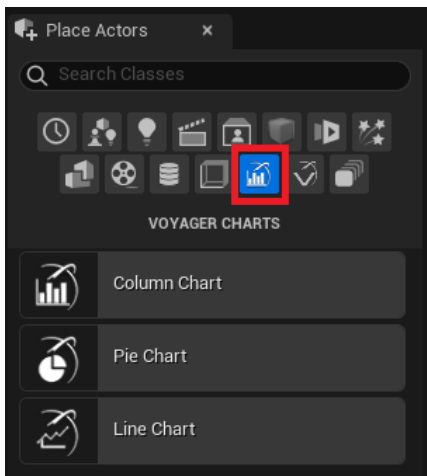 Place Actors
Search Classes
VOYAGER CHARTS
Column Chart
Pie Chart
Line Chart